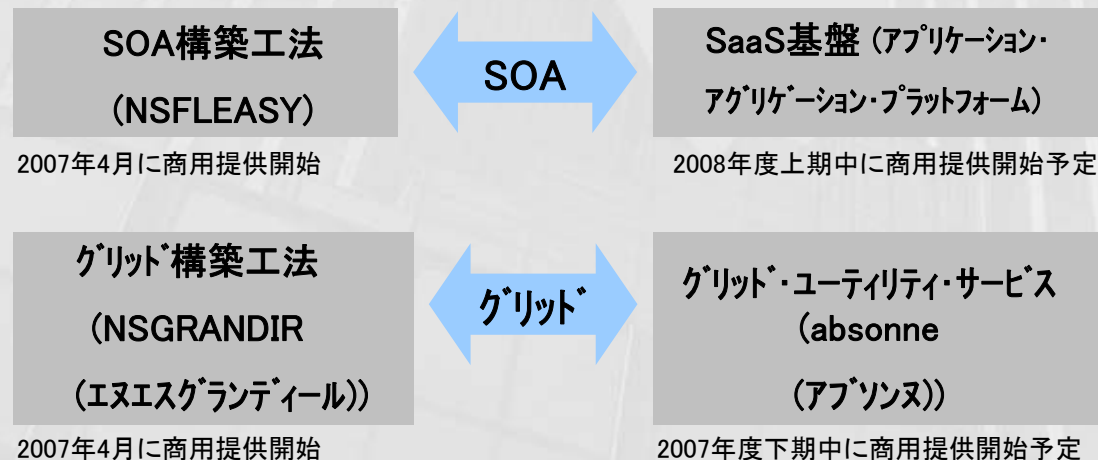 SOA構築工法
(NSFLEASY)
2007年4月に商用提供開始
SOA
SaaS基盤 (ｱﾌﾟﾘｹｰｼｮﾝ･
ｱｸﾞﾘｹﾞｰｼｮﾝ･ﾌﾟﾗｯﾄﾌｫｰﾑ)
2008年度上期中に商用提供開始予定
ｸﾞﾘｯﾄﾞ構築工法
(NSGRANDIR
(ｴﾇｴｽｸﾞﾗﾝﾃﾞｨｰﾙ))
2007年4月に商用提供開始
ｸﾞﾘｯﾄﾞ
ｸﾞﾘｯﾄﾞ･ﾕｰﾃｨﾘﾃｨ･ｻｰﾋﾞｽ
(absonne
(ｱﾌﾞｿﾝﾇ))
2007年度下期中に商用提供開始予定